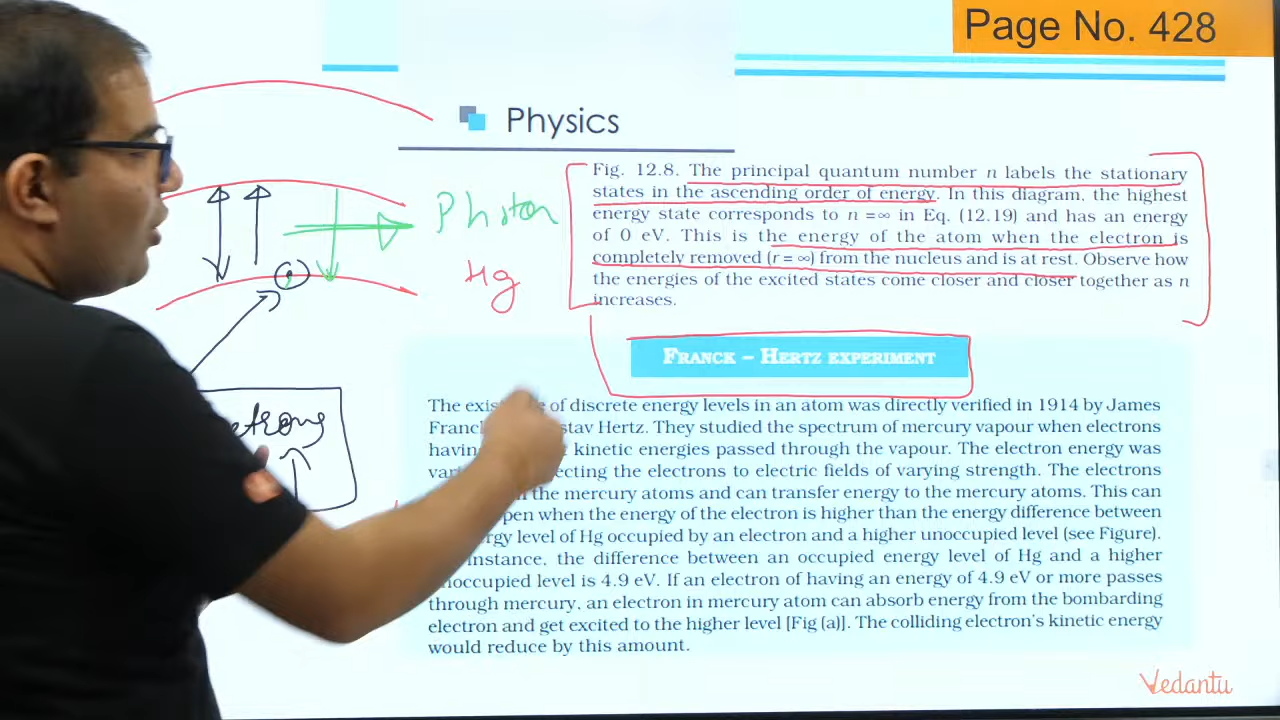 Page No. 428
Physics
Fig. 12.8. The principal quantum number n labels the stationary
states in the ascending order of energy. In this diagram, the highest
energy state corresponds to n =∞ in Eq. (12.19) and has an energy
of 0 eV. This is the energy of the atom when the electron is
completely removed (r = ∞) from the nucleus and is at rest. Observe how
the energies of the excited states come closer and closer together as n
increases.
Photon
Hg
FRANCK – HERTZ EXPERIMENT
The of discrete energy levels in an atom was directly verified in 1914 by James
Hertz. They studied the spectrum of mercury vapour when electrons
kinetic energies passed through the vapour. The electron energy was
the electrons to electric fields of varying strength. The electrons
the mercury atoms and can transfer energy to the mercury atoms. This can
when the energy of the electron is higher than the energy difference between
level of Hg occupied by an electron and a higher unoccupied level (see Figure).
instance, the difference between an occupied energy level of Hg and a higher
unoccupied level is 4.9 eV. If an electron of having an energy of 4.9 eV or more passes
through mercury, an electron in mercury atom can absorb energy from the bombarding
electron and get excited to the higher level [Fig (a)]. The colliding electron's kinetic energy
would reduce by this amount.
Vedantu